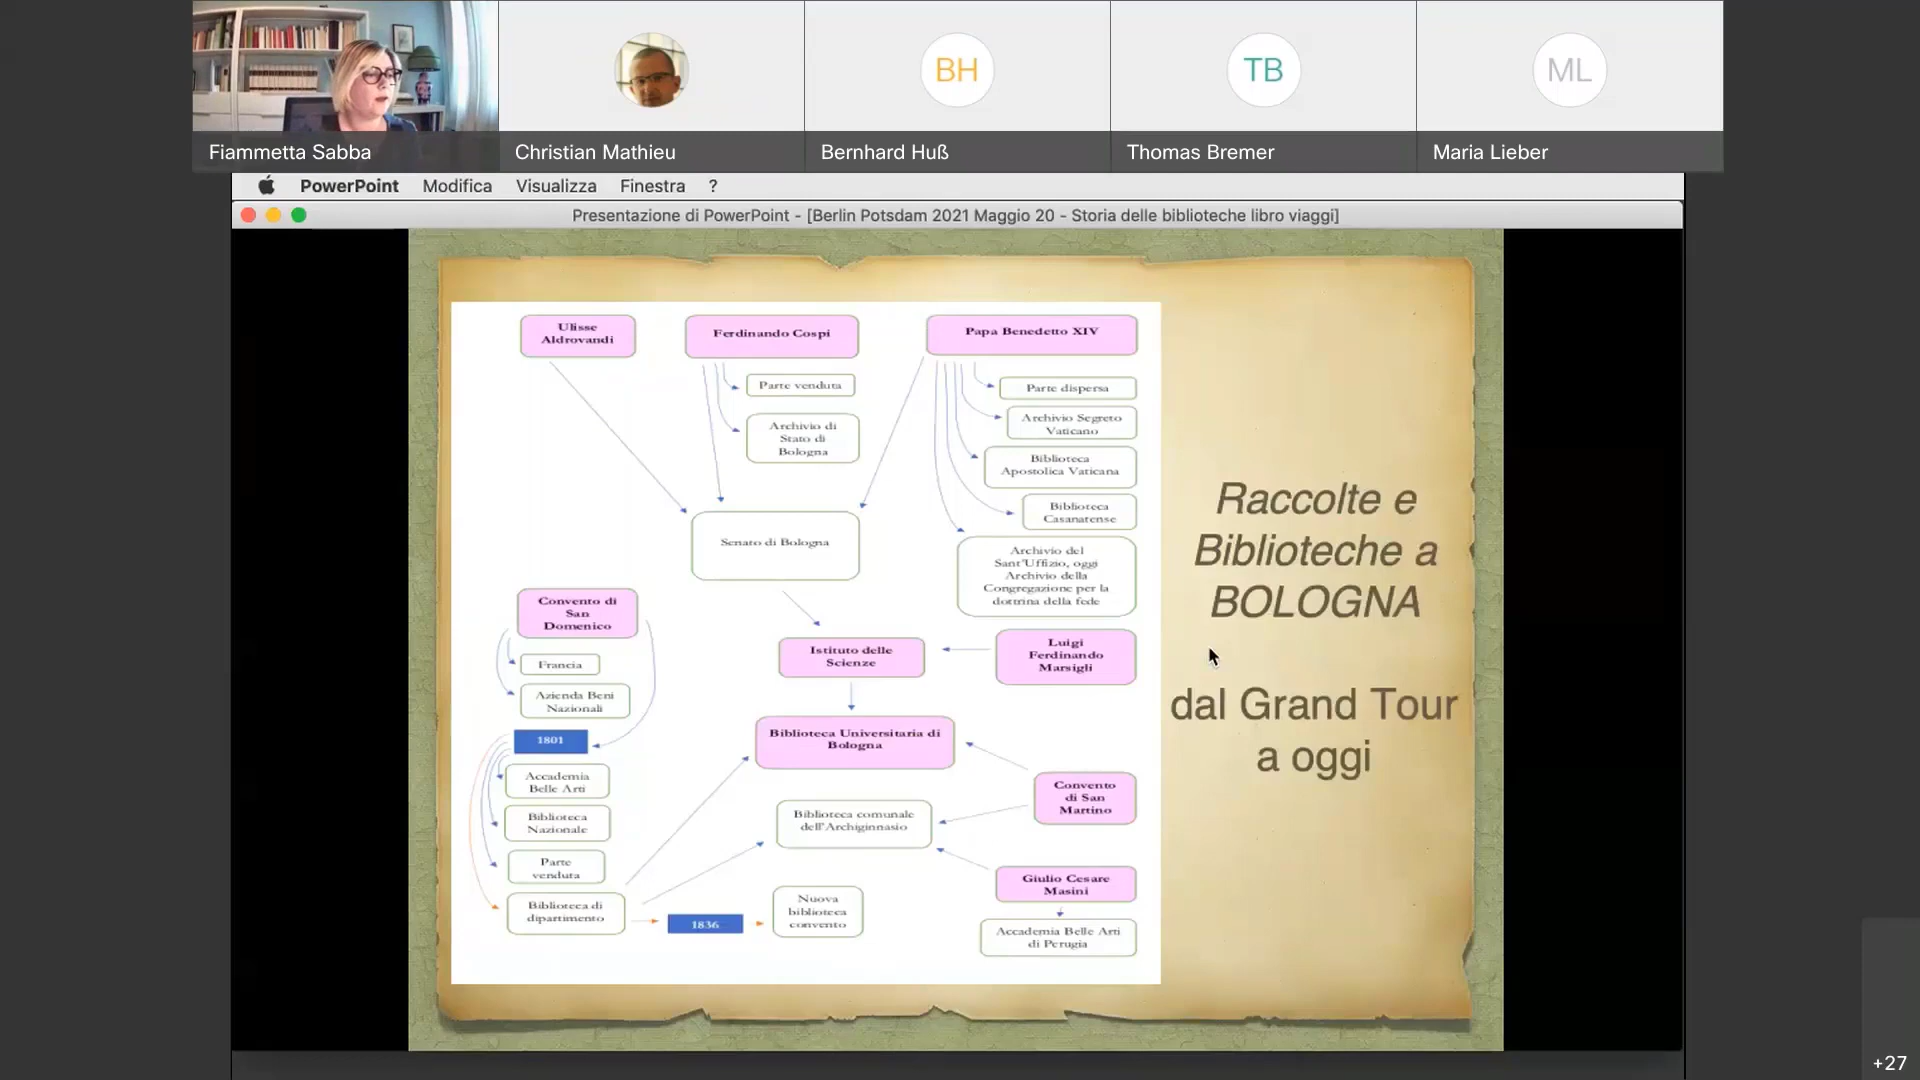 BH
TB
ML
Fiammetta Sabba
Christian Mathieu
Bernhard Huß
Thomas Bremer
Maria Lieber
PowerPoint Modifica Visualizza Finestra ?
Presentazione di PowerPoint - [Berlin Potsdam 2021 Maggio 20 - Storia delle biblioteche libro viaggi]
Ulisse
Aldrovandi
Ferdinando Cospi
Papa Benedetto XIV
Parte venduta
Archivio di
Stato di
Bologna
Parte dispersa
Archivio Segreto
Vaticano
Biblioteca
Apostolica Vaticana
Biblioteca
Casanatense
Archivio del
Sant'Uffizio, oggi
Archivio della
Congregazione per la
dottrina della fede
Senato di Bologna
Convento di
San
Domenico
Francia
Azienda Beni
Nazionali
1801
Accademia
Belle Arti
Biblioteca
Nazionale
Parte
venduta
Biblioteca di
dipartimento
1836
Nuova
biblioteca
convento
Istituto delle
Scienze
Luigi
Ferdinando
Marsigli
Biblioteca Universitaria di
Bologna
Convento
di San
Martino
Biblioteca comunale
dell'Archiginnasio
Giulio Cesare
Masini
Accademia Belle Arti
di Perugia
Raccolte e
Biblioteche a
BOLOGNA
dal Grand Tour
a oggi
+27